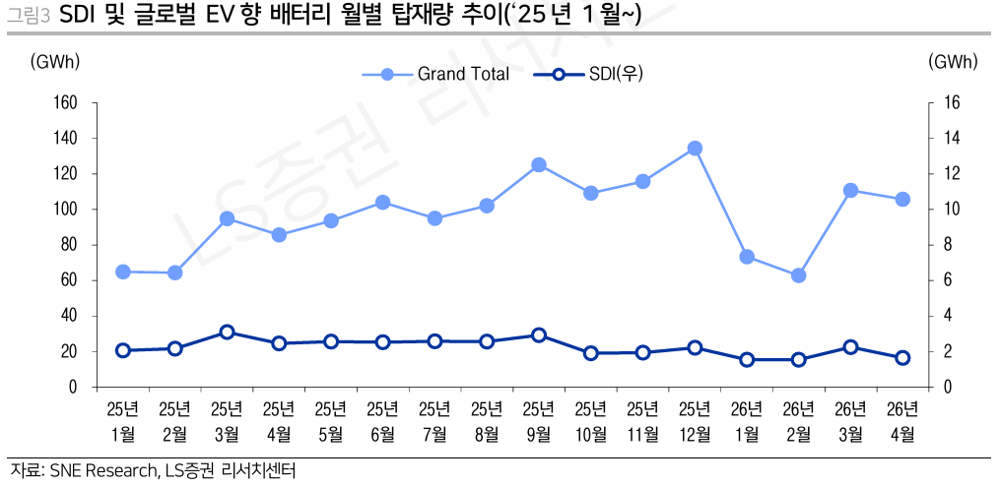 그림3 SDI 및 글로벌 EV향 배터리 월별 탑재량 추이(‘25년 1월~)
(GWh) (GWh)
Grand Total SDI(우)
160 16
140 14
120 12
100 10
80 8
60 6
40 4
20 2
0 0
25년 25년 25년 25년 25년 25년 25년 25년 25년 25년 25년 25년 26년 26년 26년 26년
1월 2월 3월 4월 5월 6월 7월 8월 9월 10월 11월 12월 1월 2월 3월 4월
자료: SNE Research, LS증권 리서치센터
LS증권 리서치